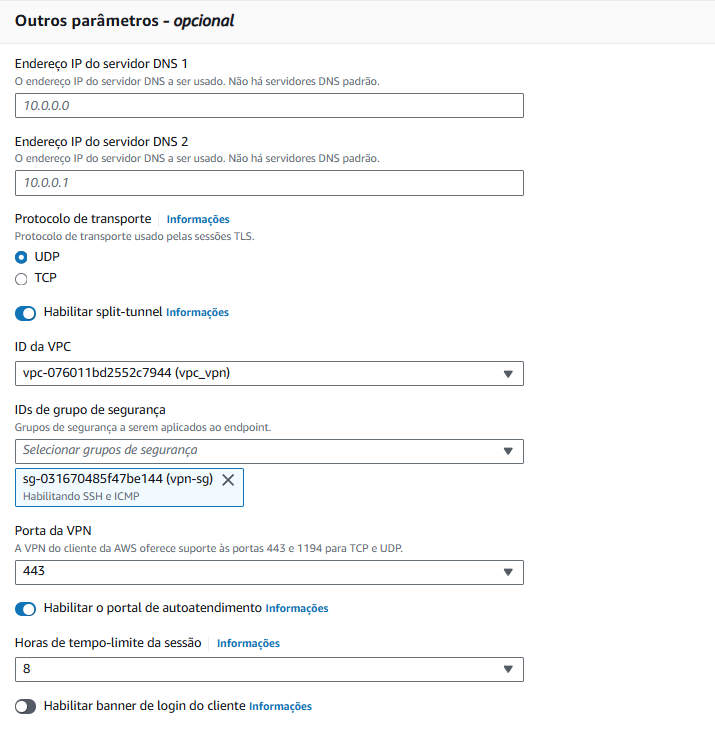 Outros parâmetros - opcional
Endereço IP do servidor DNS 1
O endereço IP do servidor DNS a ser usado. Não há servidores DNS padrão.
10.0.0.0
Endereço IP do servidor DNS 2
O endereço IP do servidor DNS a ser usado. Não há servidores DNS padrão.
10.0.0.1
Protocolo de transporte Informações
Protocolo de transporte usado pelas sessões TLS.
UDP
TCP
Habilitar split-tunnel Informações
ID da VPC
vpc-076011bd2552c7944 (vpc_vpn)
IDs de grupo de segurança
Grupos de segurança a serem aplicados ao endpoint.
Selecionar grupos de segurança
sg-031670485f47be144 (vpn-sg)
Habilitando SSH e ICMP
Porta da VPN
A VPN do cliente da AWS oferece suporte às portas 443 e 1194 para TCP e UDP.
443
Habilitar o portal de autoatendimento Informações
Horas de tempo-limite da sessão Informações
8
Habilitar banner de login do cliente Informações